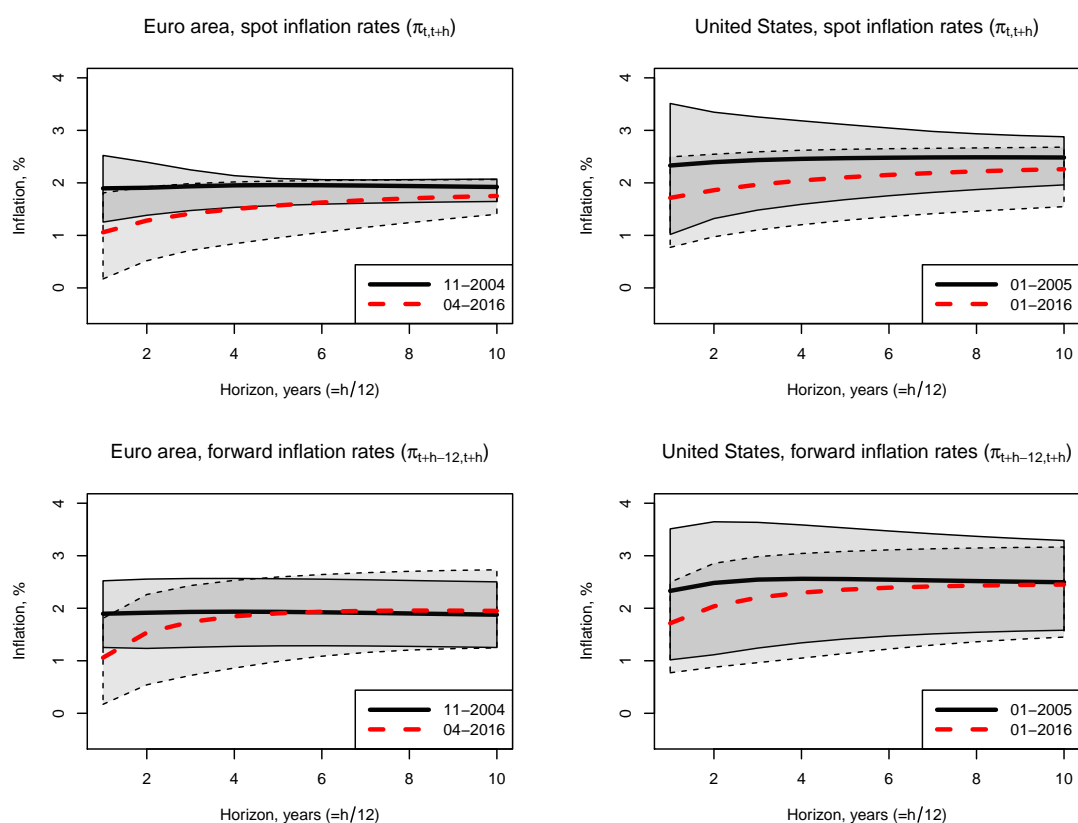 Euro area, spot inflation rates (πt,t+h)
Inflation, %
4
3
2
1
0
11−2004
04−2016
2 4 6 8 10
Horizon, years (=h/12)
United States, spot inflation rates (πt,t+h)
Inflation, %
4
3
2
1
0
01−2005
01−2016
2 4 6 8 10
Horizon, years (=h/12)
Euro area, forward inflation rates (πt+h−12,t+h)
Inflation, %
4
3
2
1
0
11−2004
04−2016
2 4 6 8 10
Horizon, years (=h/12)
United States, forward inflation rates (πt+h−12,t+h)
Inflation, %
4
3
2
1
0
01−2005
01−2016
2 4 6 8 10
Horizon, years (=h/12)